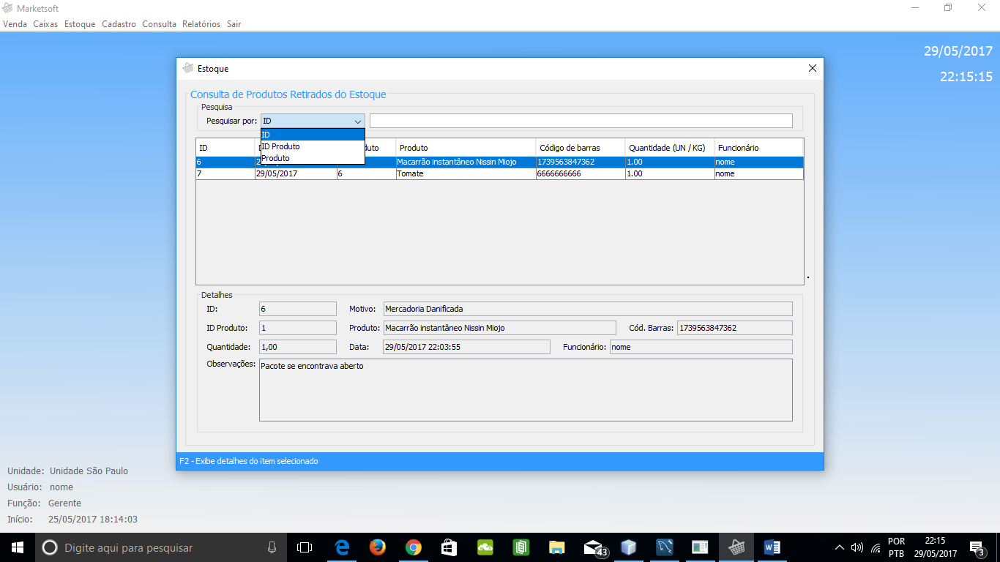 Marketsoft
Venda Caixas Estoque Cadastro Consulta Relatórios Sair
29/05/2017
22:15:15
Estoque
Consulta de Produtos Retirados do Estoque
Pesquisa
Pesquisar por: ID
ID
ID Produto
Produto
ID Produto Código de barras Quantidade (UN / KG) Funcionário
6 Macarrão instantâneo Nissin Miojo 1739563847362 1.00 nome
7 29/05/2017 6 Tomate 6666666666 1.00 nome
Detalhes
ID: 6 Motivo: Mercadoria Danificada
ID Produto: 1 Produto: Macarrão instantâneo Nissin Miojo Cód. Barras: 1739563847362
Quantidade: 1,00 Data: 29/05/2017 22:03:55 Funcionário: nome
Observações: Pacote se encontrava aberto
F2 - Exibe detalhes do item selecionado
Unidade: Unidade São Paulo
Usuário: nome
Função: Gerente
Início: 25/05/2017 18:14:03
Digite aqui para pesquisar
43
POR
PTB
22:15
29/05/2017
3